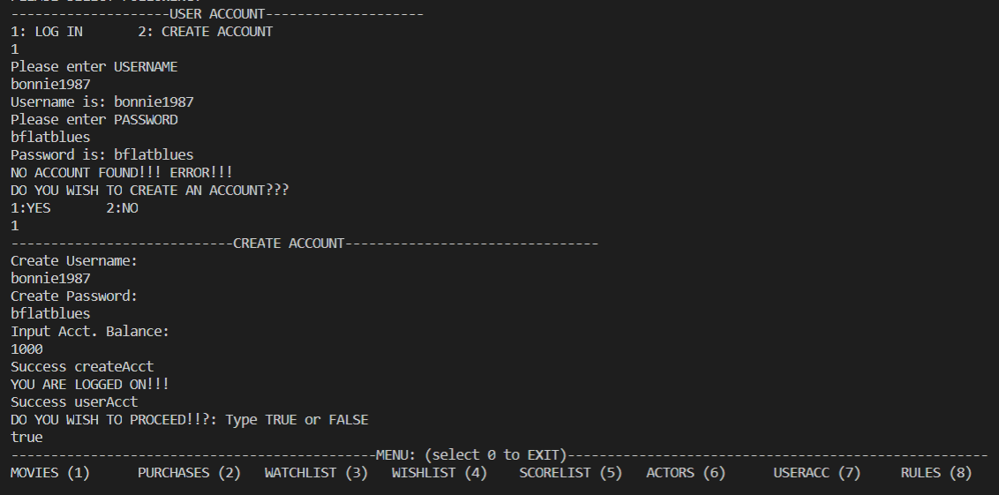 --------------------USER ACCOUNT--------------------
1: LOG IN       2: CREATE ACCOUNT
1
Please enter USERNAME
bonnie1987
Username is: bonnie1987
Please enter PASSWORD
bflatblues
Password is: bflatblues
NO ACCOUNT FOUND!!! ERROR!!!
DO YOU WISH TO CREATE AN ACCOUNT???
1:YES       2:NO
1
----------------------------CREATE ACCOUNT--------------------------------
Create Username:
bonnie1987
Create Password:
bflatblues
Input Acct. Balance:
1000
Success createAcct
YOU ARE LOGGED ON!!!
Success userAcct
DO YOU WISH TO PROCEED!!?: Type TRUE or FALSE
true
----------------------------------------------MENU: (select 0 to EXIT)-----------------------------------------------------
MOVIES (1)      PURCHASES (2)   WATCHLIST (3)   WISHLIST (4)    SCORELIST (5)   ACTORS (6)      USERACC (7)     RULES (8)